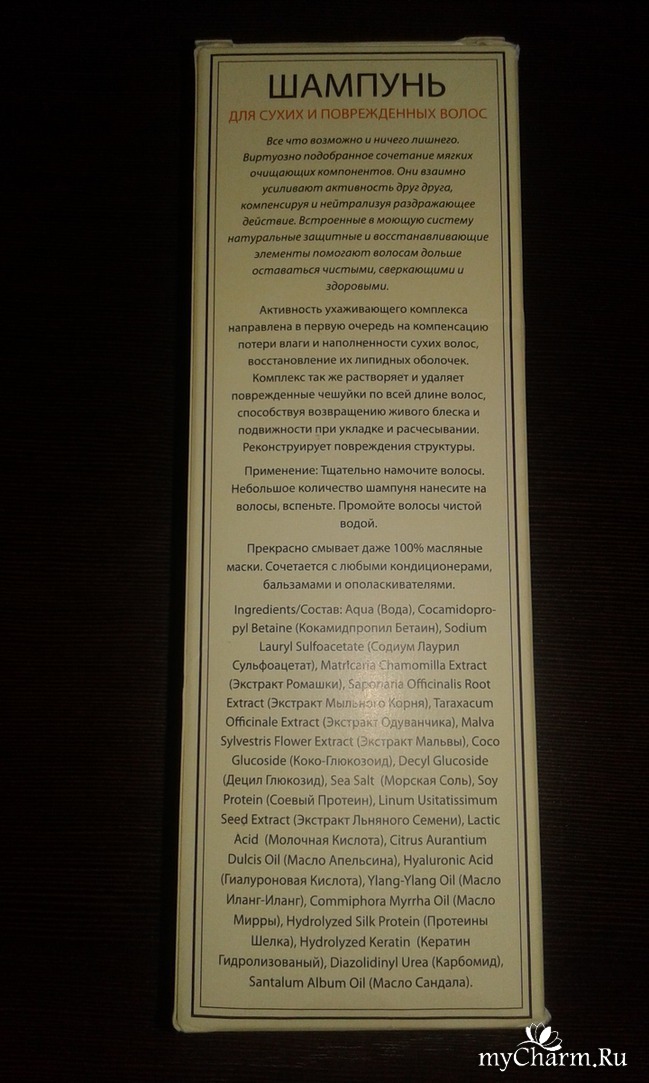 ШАМПУНЬ
ДЛЯ СУХИХ И ПОВРЕЖДЕННЫХ ВОЛОС
Все что возможно и ничего лишнего.
Виртуозно подобранное сочетание мягких
очищающих компонентов. Они взаимно
усиливают активность друг друга,
компенсируя и нейтрализуя раздражающее
действие. Встроенные в моющую систему
натуральные защитные и восстанавливающие
элементы помогают волосам дольше
оставаться чистыми, сверкающими и
здоровыми.
Активность ухаживающего комплекса
направлена в первую очередь на компенсацию
потери влаги и наполненности сухих волос,
восстановление их липидных оболочек.
Комплекс так же растворяет и удаляет
поврежденные чешуйки по всей длине волос,
способствуя возвращению живого блеска и
подвижности при укладке и расчесывании.
Реконструирует повреждения структуры.
Применение: Тщательно намочите волосы.
Небольшое количество шампуня нанесите на
волосы, вспеньте. Промойте волосы чистой
водой.
Прекрасно смывает даже 100% масляные
маски. Сочетается с любыми кондиционерами,
бальзамами и ополаскивателями.
Ingredients/Состав: Aqua (Вода), Cocamidopro-
pyl Betaine (Кокамидпропил Бетаин), Sodium
Lauryl Sulfoacetate (Содиум Лаурил
Сульфоацетат), Matricaria Chamomilla Extract
(Экстракт Ромашки), Saponaria Officinalis Root
Extract (Экстракт Мыльного Корня), Taraxacum
Officinale Extract (Экстракт Одуванчика), Malva
Sylvestris Flower Extract (Экстракт Мальвы), Coco
Glucoside (Коко-Глюкозоид), Decyl Glucoside
(Децил Глюкозид), Sea Salt (Морская Соль), Soy
Protein (Соевый Протеин), Linum Usitatissimum
Seed Extract (Экстракт Льняного Семени), Lactic
Acid (Молочная Кислота), Citrus Aurantium
Dulcis Oil (Масло Апельсина), Hyaluronic Acid
(Гиалуроновая Кислота), Ylang-Ylang Oil (Масло
Иланг-Иланг), Commiphora Myrrha Oil (Масло
Мирры), Hydrolyzed Silk Protein (Протеины
Шелка), Hydrolyzed Keratin (Кератин
Гидролизованый), Diazolidinyl Urea (Карбомид),
Santalum Album Oil (Масло Сандала).
myCharm.Ru